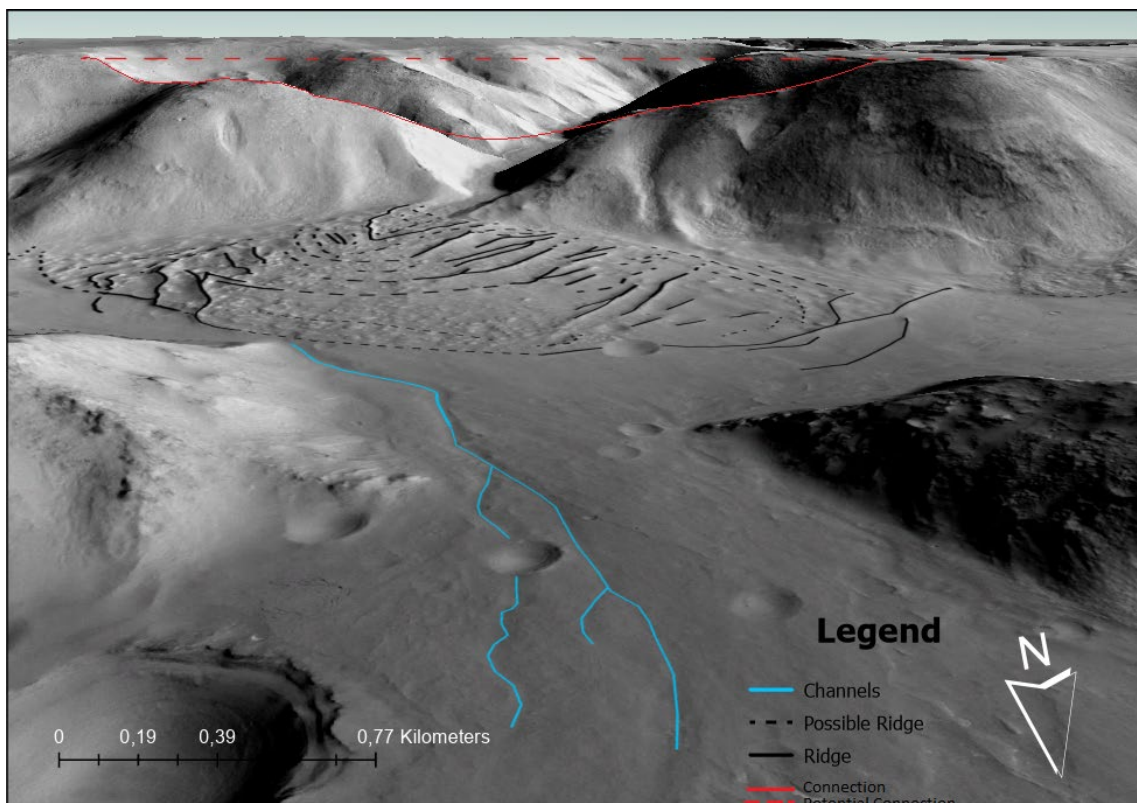 Legend
N
Channels
Possible Ridge
Ridge
Connection
Potential Connection
0 0,19 0,39 0,77 Kilometers